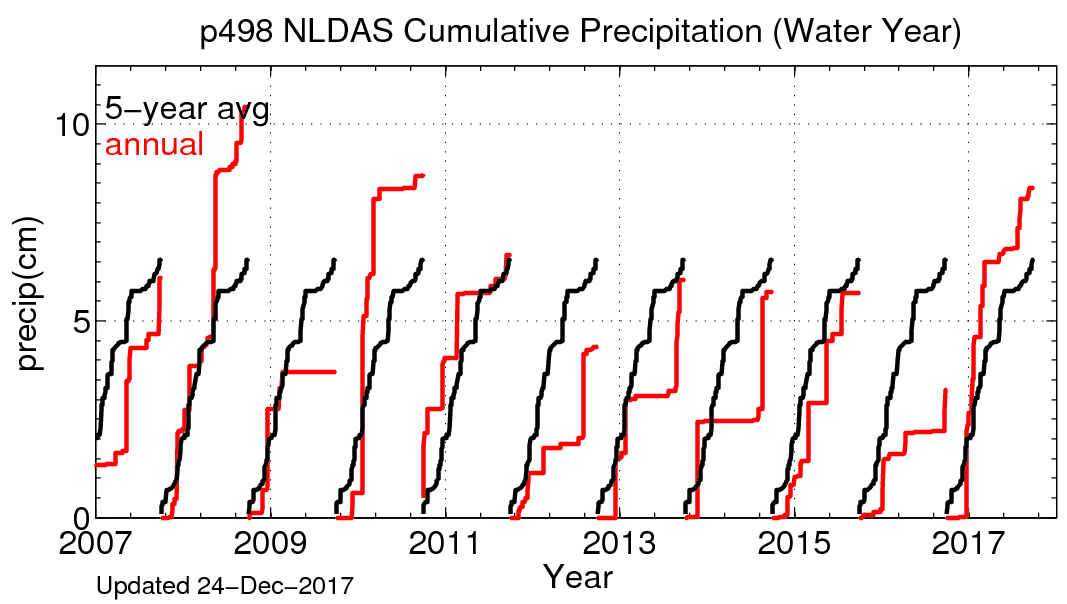 p498 NLDAS Cumulative Precipitation (Water Year)
5−year avg
annual
precip(cm)
10
5
0
2007 2009 2011 2013 2015 2017
Year
Updated 24−Dec−2017